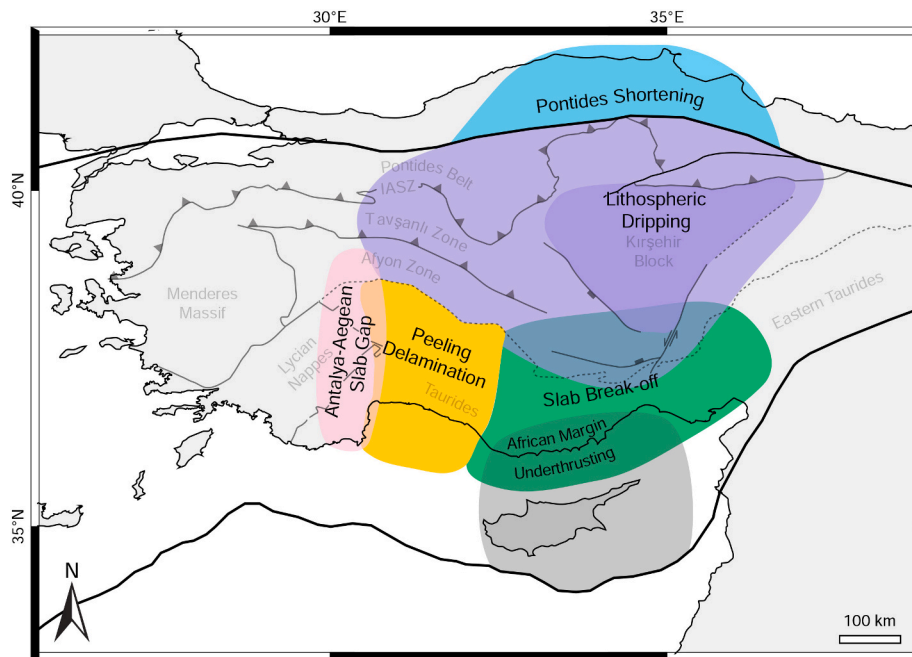 30°E
35°E
40°N
35°N
Pontides Shortening
Pontides Belt
IASZ
Lithospheric
Dripping
Tavşanlı Zone
Kırşehir
Block
Afyon Zone
Menderes
Massif
Eastern Taurides
Antalya-Aegean
Slab Gap
Peeling
Delamination
Lycian
Nappes
Taurides
Slab Break-off
African Margin
Underthrusting
N
100 km